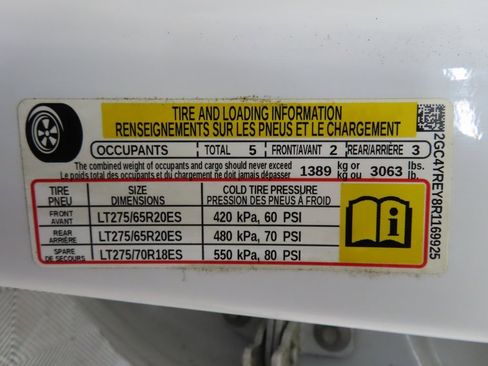 TIRE AND LOADING INFORMATION
RENSEIGNEMENTS SUR LES PNEUS ET LE CHARGEMENT
OCCUPANTS TOTAL 5 FRONT/AVANT 2 REAR/ARRIÈRE 3
The combined weight of occupants and cargo should never exceed 1389 kg or 3063 lbs.
Le poids total des occupants et du chargement ne doit jamais dépasser kg ou lb.
TIRE SIZE COLD TIRE PRESSURE
PNEU DIMENSIONS PRESSION DES PNEUS À FROID
FRONT
AVANT LT275/65R20ES 420 kPa, 60 PSI
REAR
ARRIÈRE LT275/65R20ES 480 kPa, 70 PSI
SPARE
DE SECOURS LT275/70R18ES 550 kPa, 80 PSI
2GC4YREY8R1169925